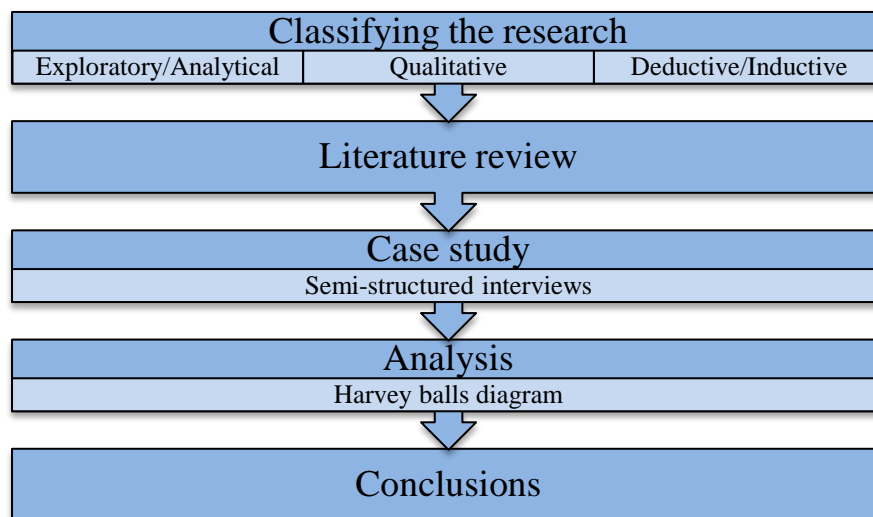 Classifying the research
Exploratory/Analytical Qualitative Deductive/Inductive
Literature review
Case study
Semi-structured interviews
Analysis
Harvey balls diagram
Conclusions